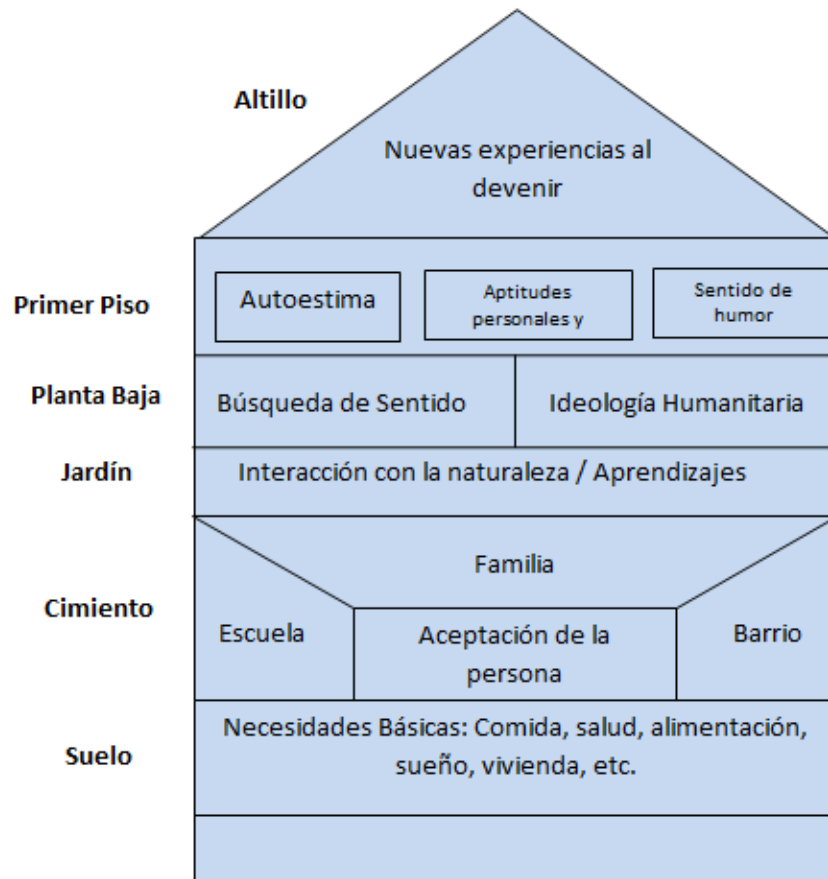 Altillo
Nuevas experiencias al
devenir
Primer Piso
Autoestima
Aptitudes
personales y
Sentido de
humor
Planta Baja
Búsqueda de Sentido
Ideología Humanitaria
Jardín
Interacción con la naturaleza / Aprendizajes
Cimiento
Familia
Escuela
Aceptación de la
persona
Barrio
Suelo
Necesidades Básicas: Comida, salud, alimentación,
sueño, vivienda, etc.